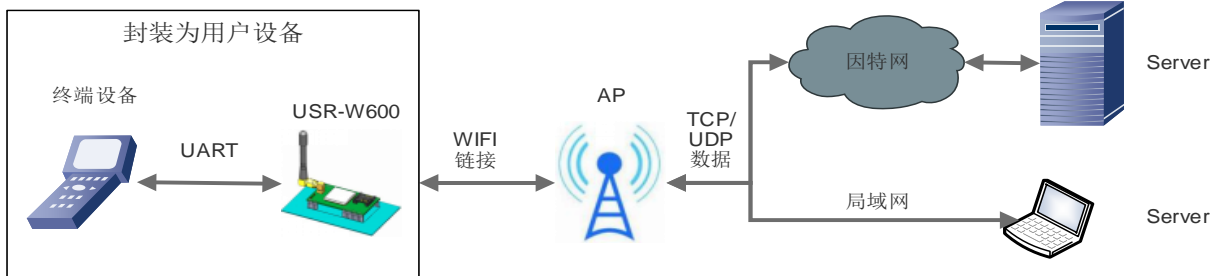 封装为用户设备
终端设备
USR-W600
UART
WIFI
链接
AP
TCP/
UDP
数据
因特网
Server
局域网
Server